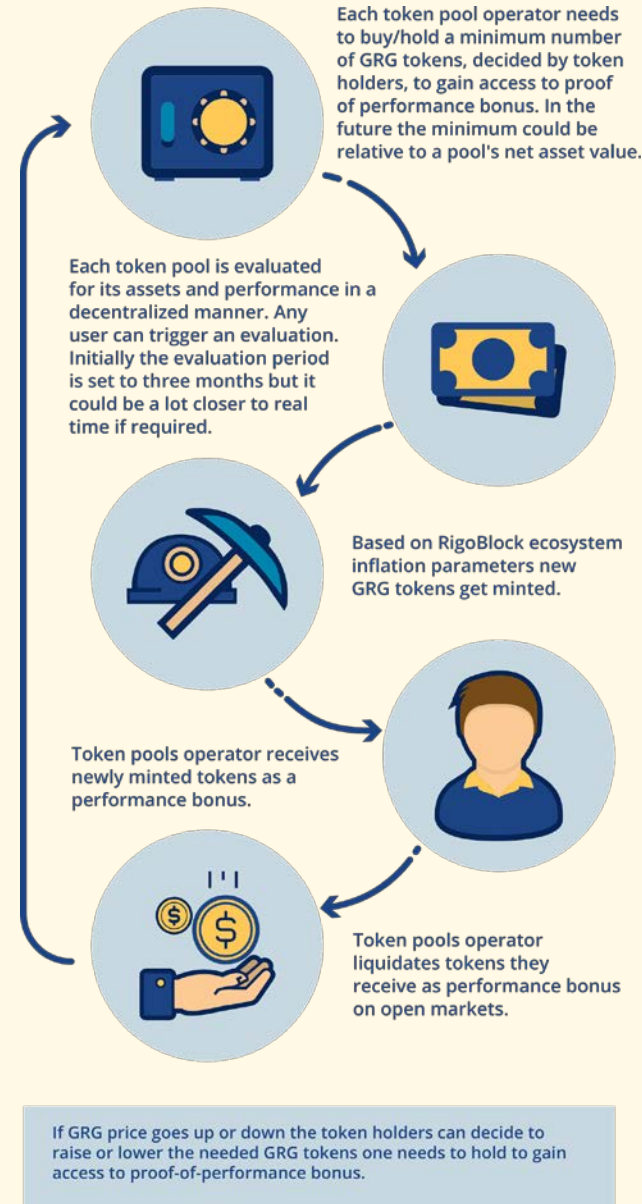 Each token pool operator needs
to buy/hold a minimum number
of GRG tokens, decided by token
holders, to gain access to proof
of performance bonus. In the
future the minimum could be
relative to a pool's net asset value.
Each token pool is evaluated
for its assets and performance in a
decentralized manner. Any
user can trigger an evaluation.
Initially the evaluation period
is set to three months but it
could be a lot closer to real
time if required.
Based on RigoBlock ecosystem
inflation parameters new
GRG tokens get minted.
Token pools operator receives
newly minted tokens as a
performance bonus.
$
$
Token pools operator
liquidates tokens they
receive as performance bonus
on open markets.
If GRG price goes up or down the token holders can decide to
raise or lower the needed GRG tokens one needs to hold to gain
access to proof-of-performance bonus.